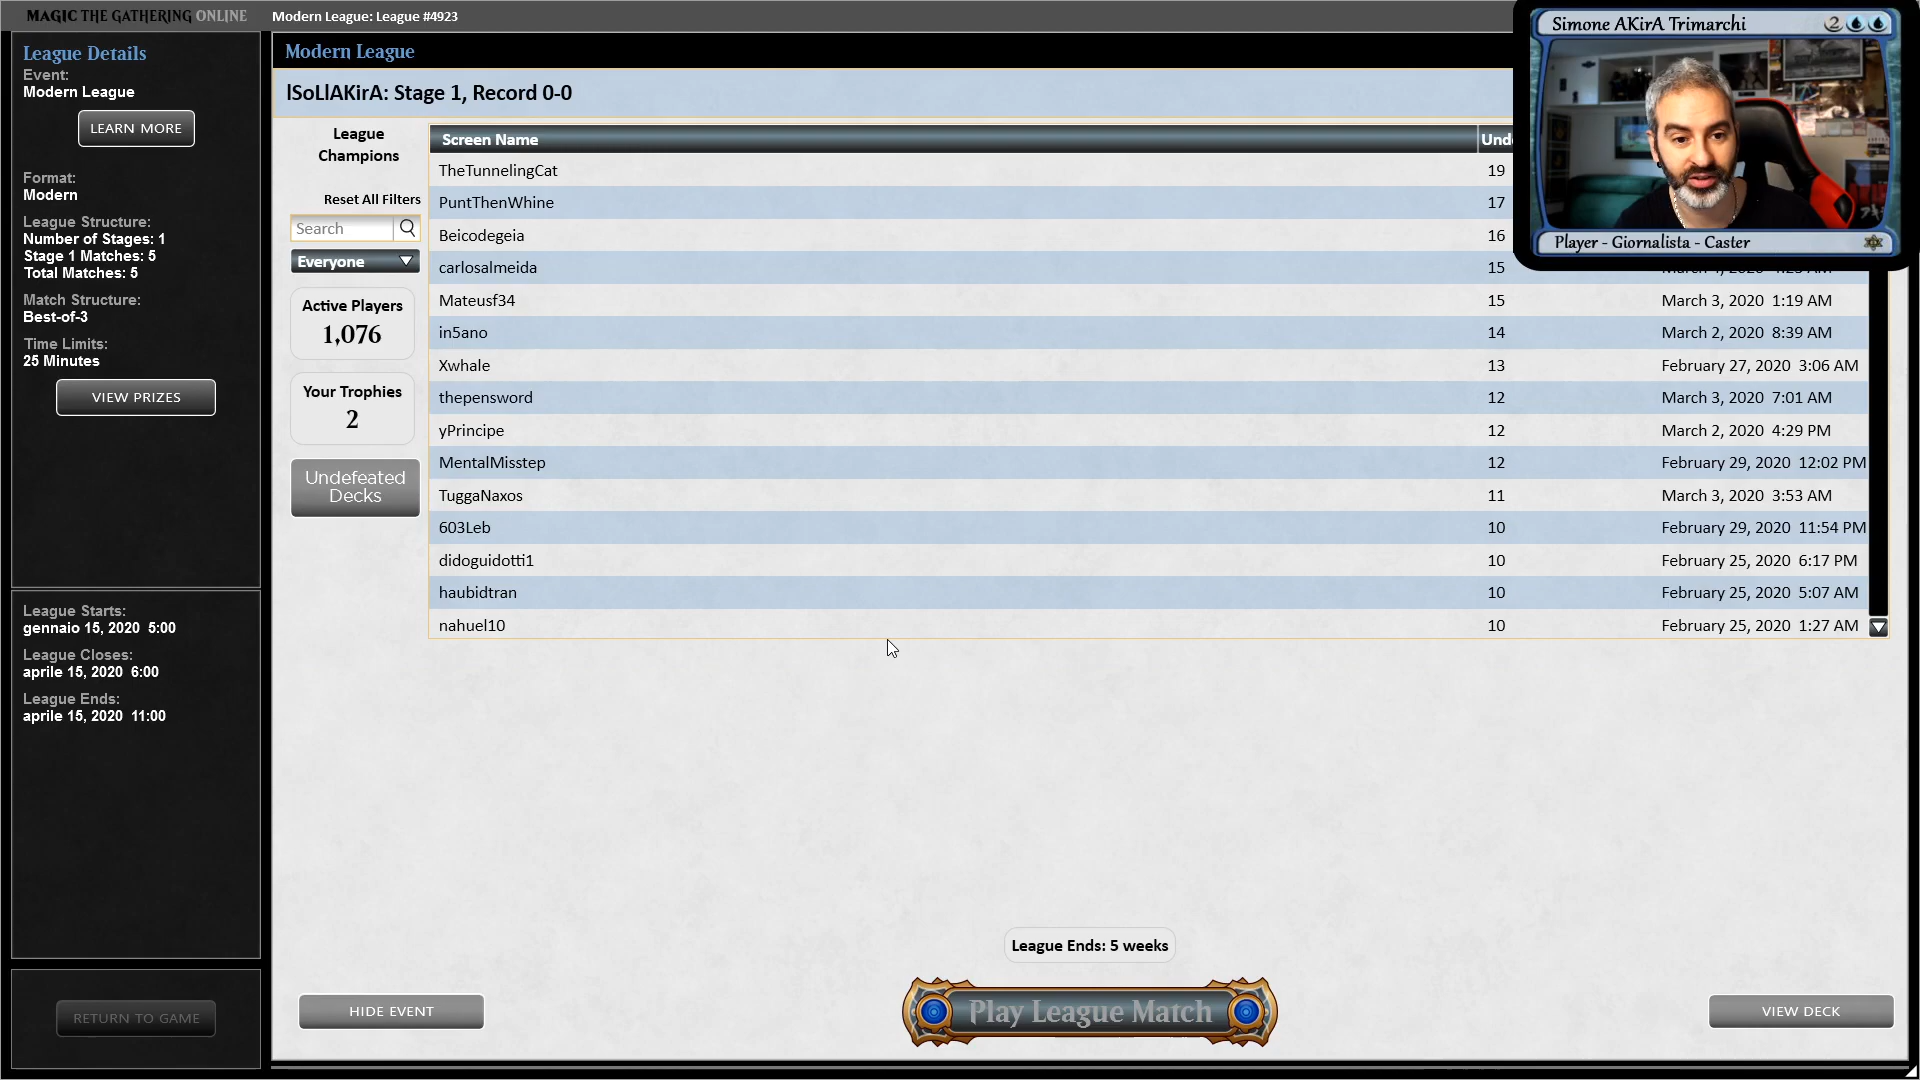 MAGIC THE GATHERING ONLINE
Modern League: League #4923
League Details
Event:
Modern League
LEARN MORE
Format:
Modern
League Structure:
Number of Stages: 1
Stage 1 Matches: 5
Total Matches: 5
Match Structure:
Best-of-3
Time Limits:
25 Minutes
VIEW PRIZES
League Starts:
gennaio 15, 2020 5:00
League Closes:
aprile 15, 2020 6:00
League Ends:
aprile 15, 2020 11:00
RETURN TO GAME
Modern League
lSoLlAKirA: Stage 1, Record 0-0
League
Champions
Reset All Filters
Search
Everyone
Active Players
1,076
Your Trophies
2
Undefeated
Decks
Screen Name
TheTunnelingCat 19
PuntThenWhine 17
Beicodegeia 16
carlosalmeida 15
Mateusf34 15 March 3, 2020 1:19 AM
in5ano 14 March 2, 2020 8:39 AM
Xwhale 13 February 27, 2020 3:06 AM
thepensword 12 March 3, 2020 7:01 AM
yPrincipe 12 March 2, 2020 4:29 PM
MentalMisstep 12 February 29, 2020 12:02 PM
TuggaNaxos 11 March 3, 2020 3:53 AM
603Leb 10 February 29, 2020 11:54 PM
didoguidotti1 10 February 25, 2020 6:17 PM
haubidtran 10 February 25, 2020 5:07 AM
nahuel10 10 February 25, 2020 1:27 AM
League Ends: 5 weeks
HIDE EVENT
Play League Match
VIEW DECK
Simone AKirA Trimarchi 2
Player - Giornalista - Caster